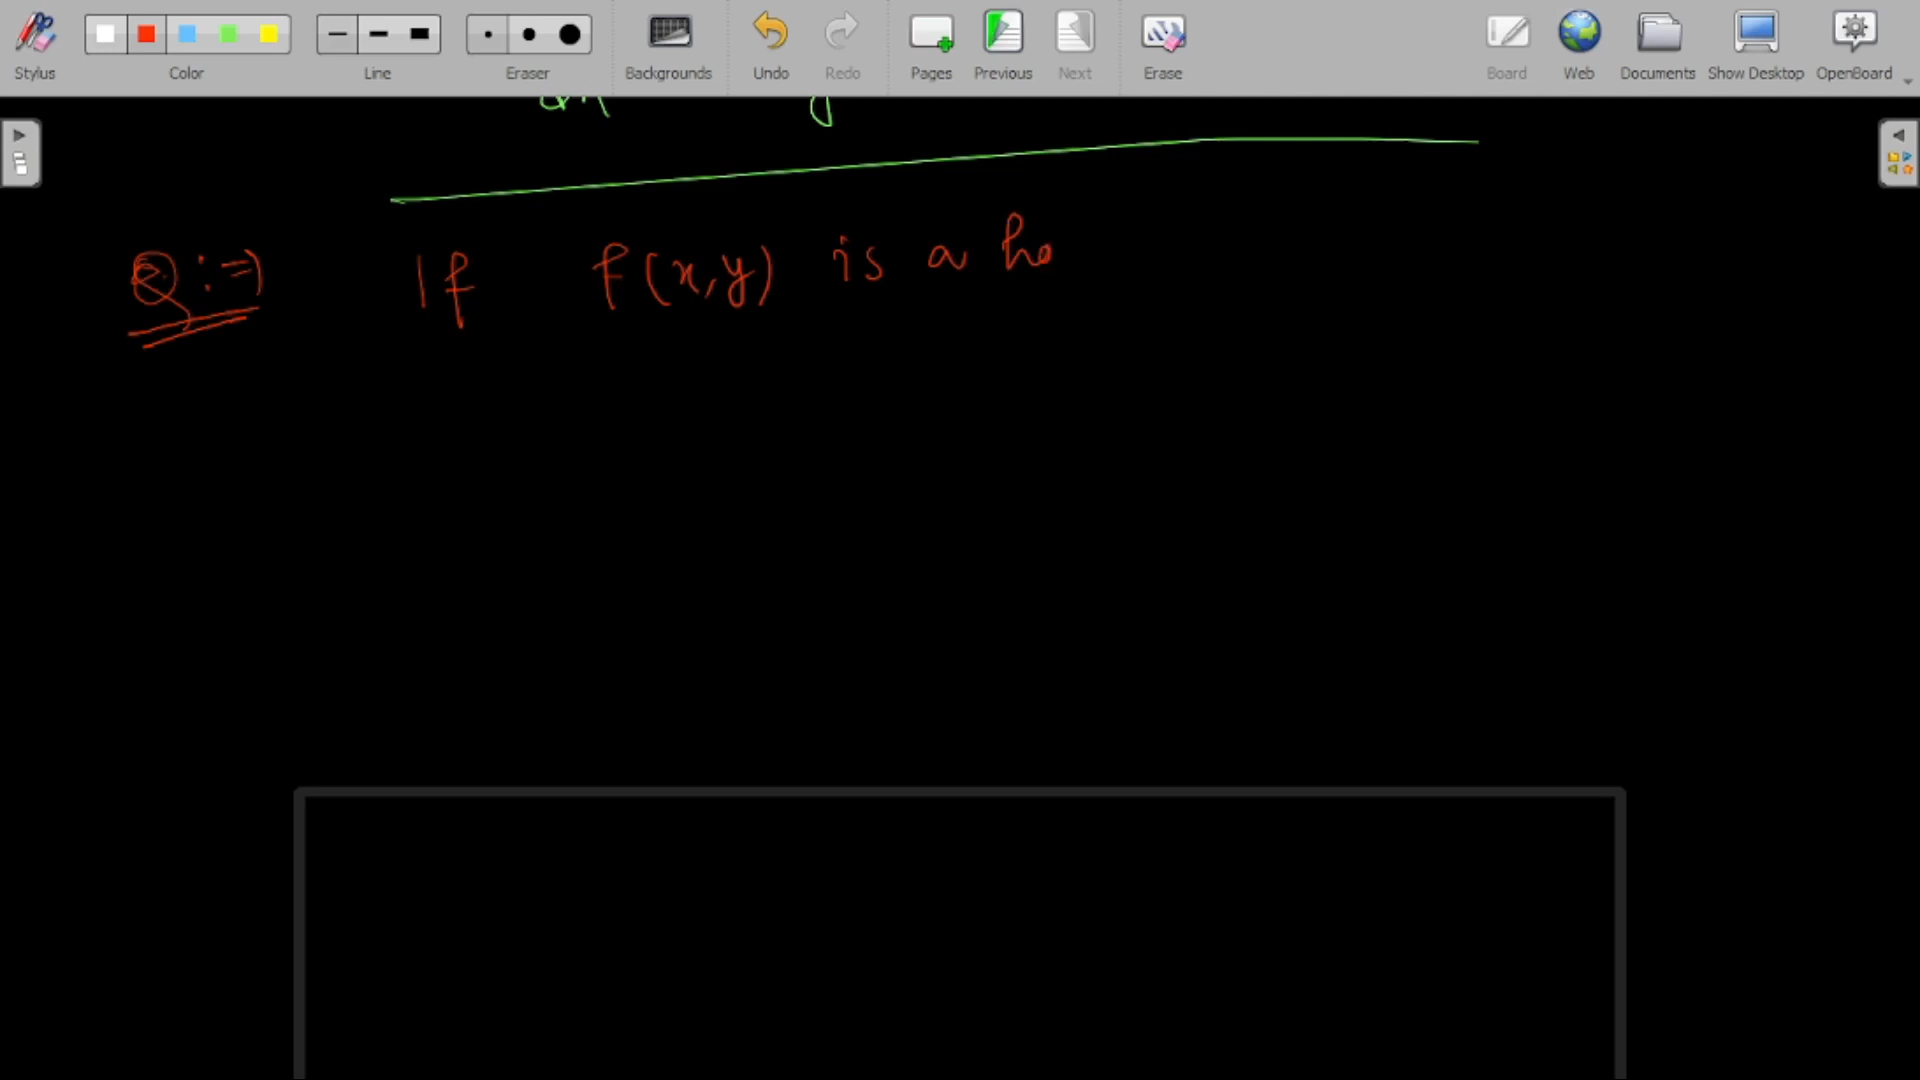 Stylus Color Line Eraser Backgrounds Undo Redo Pages Previous Next Erase Board Web Documents Show Desktop OpenBoard
Q :⇒ If f(x,y) is a ho